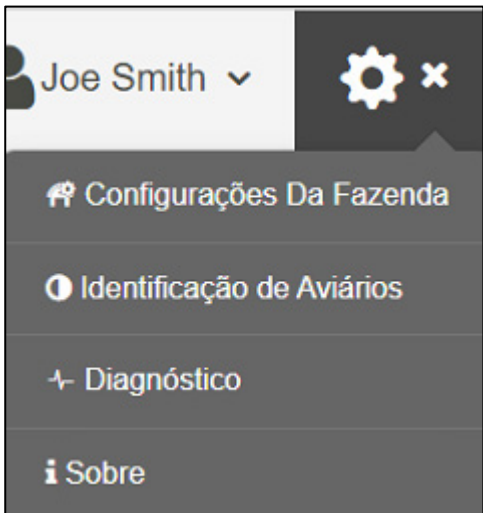 Joe Smith
Configurações Da Fazenda
Identificação de Aviários
Diagnóstico
Sobre